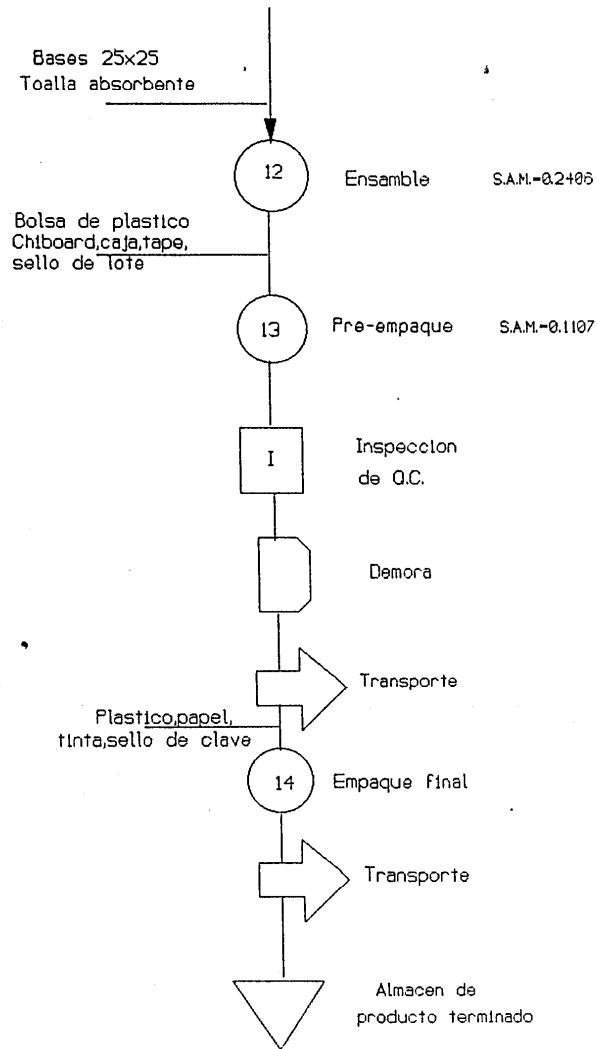 Bases 25x25
Toalla absorbente
12
Ensamble
S.A.M.-0.2406
Bolsa de plastico
Chiboard,caja,tape,
sello de lote
13
Pre-empaque
S.A.M.-0.1107
I
Inspeccion
de Q.C.
Demora
Transporte
Plastico,papel,
tinta,sello de clave
14
Empaque final
Transporte
Almacen de
producto terminado